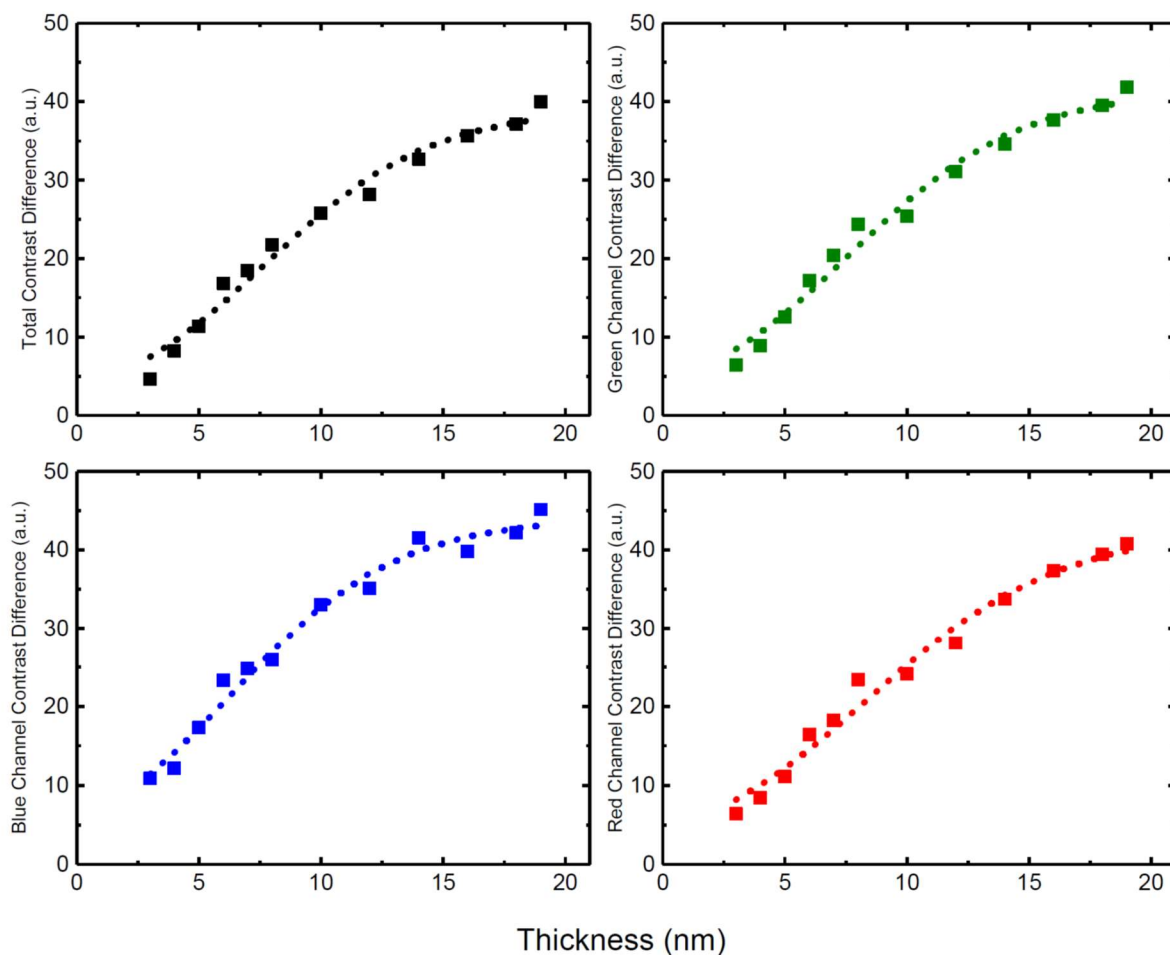 Total Contrast Difference (a.u.)
50
40
30
20
10
0
0 5 10 15 20
Green Channel Contrast Difference (a.u.)
50
40
30
20
10
0
0 5 10 15 20
Blue Channel Contrast Difference (a.u.)
50
40
30
20
10
0
0 5 10 15 20
Red Channel Contrast Difference (a.u.)
50
40
30
20
10
0
0 5 10 15 20
Thickness (nm)